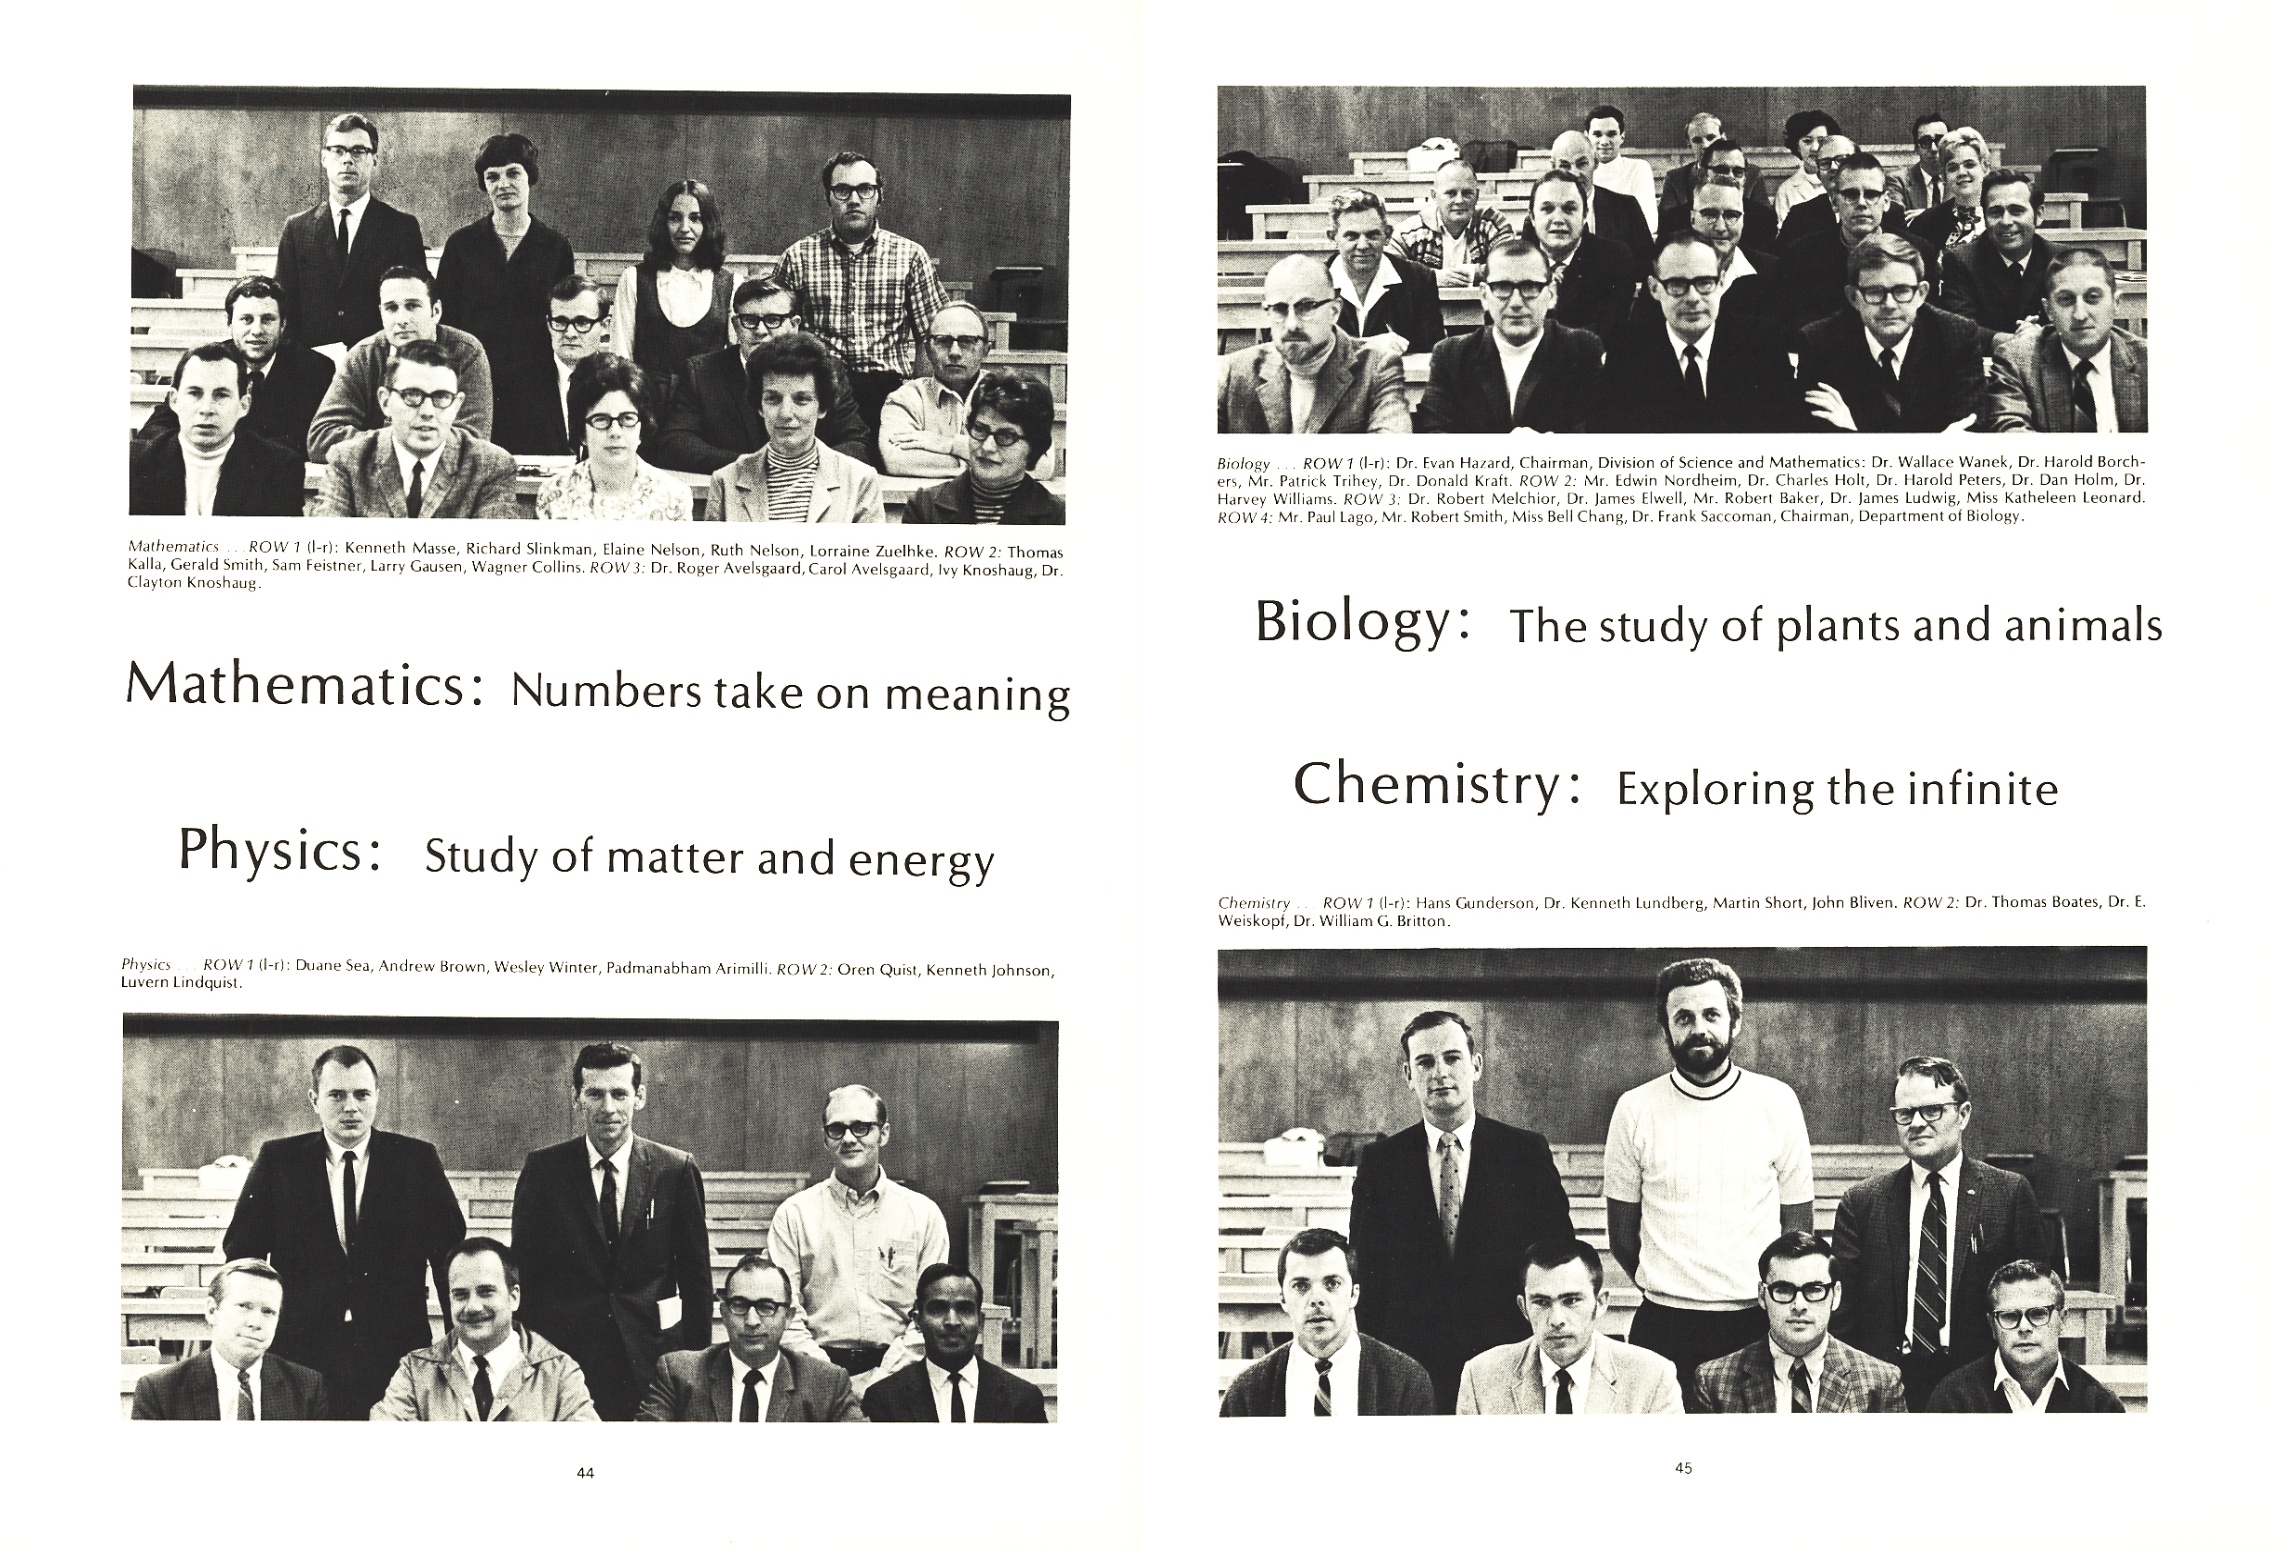 Mathematics ... ROW 1 (l-r): Kenneth Masse, Richard Slinkman, Elaine Nelson, Ruth Nelson, Lorraine Zuelhke. ROW 2: Thomas
Kalla, Gerald Smith, Sam Feistner, Larry Gausen, Wagner Collins. ROW 3: Dr. Roger Avelsgaard, Carol Avelsgaard, Ivy Knoshaug, Dr.
Clayton Knoshaug.
Mathematics: Numbers take on meaning
Physics: Study of matter and energy
Physics ... ROW 1 (l-r): Duane Sea, Andrew Brown, Wesley Winter, Padmanabham Arimilli. ROW 2: Oren Quist, Kenneth Johnson,
Luvern Lindquist.
44
Biology ... ROW 1 (l-r): Dr. Evan Hazard, Chairman, Division of Science and Mathematics: Dr. Wallace Wanek, Dr. Harold Borch-
ers, Mr. Patrick Trihey, Dr. Donald Kraft. ROW 2: Mr. Edwin Nordheim, Dr. Charles Holt, Dr. Harold Peters, Dr. Dan Holm, Dr.
Harvey Williams. ROW 3: Dr. Robert Melchior, Dr. James Elwell, Mr. Robert Baker, Dr. James Ludwig, Miss Katheleen Leonard.
ROW 4: Mr. Paul Lago, Mr. Robert Smith, Miss Bell Chang, Dr. Frank Saccoman, Chairman, Department of Biology.
Biology: The study of plants and animals
Chemistry: Exploring the infinite
Chemistry ... ROW 1 (l-r): Hans Gunderson, Dr. Kenneth Lundberg, Martin Short, John Bliven. ROW 2: Dr. Thomas Boates, Dr. E.
Weiskopf, Dr. William G. Britton.
45